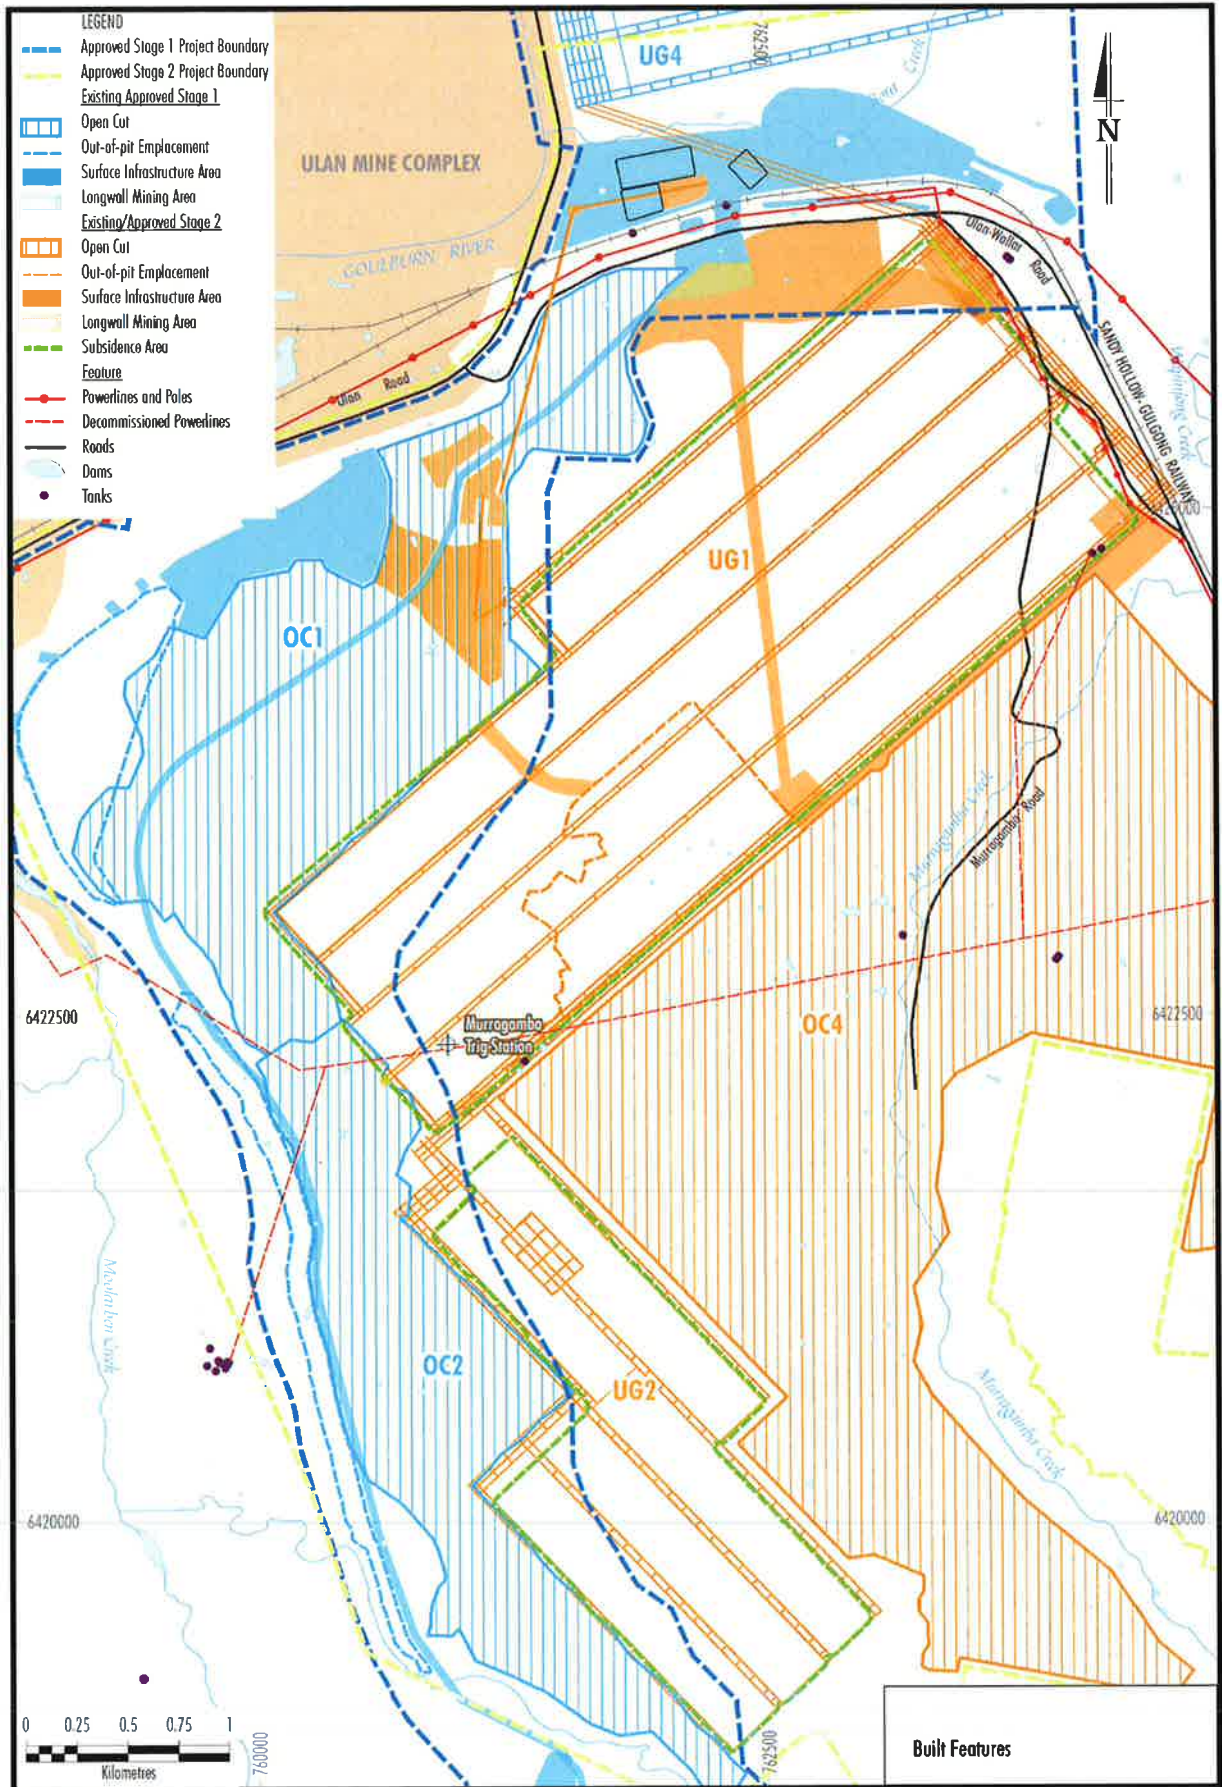 LEGEND
Approved Stage 1 Project Boundary
Approved Stage 2 Project Boundary
Existing Approved Stage 1
Open Cut
Out-of-pit Emplacement
Surface Infrastructure Area
Longwall Mining Area
Existing/Approved Stage 2
Open Cut
Out-of-pit Emplacement
Surface Infrastructure Area
Longwall Mining Area
Subsidence Area
Feature
Powerlines and Poles
Decommissioned Powerlines
Roads
Dams
Tanks
UG4
762500
Creek
N
ULAN MINE COMPLEX
GOULBURN RIVER
Ulan-Wollar Road
SANDY HOLLOW- GULGONG RAILWAY
Creek
Ulan Road
UG1
OC1
Murragamba Creek
Murragamba Road
6422500
Murragamba
Trig Station
OC4
6422500
Moolarben Creek
OC2
UG2
Murragamba Creek
6420000
6420000
0 0.25 0.5 0.75 1
Kilometres
760000
762500
Built Features